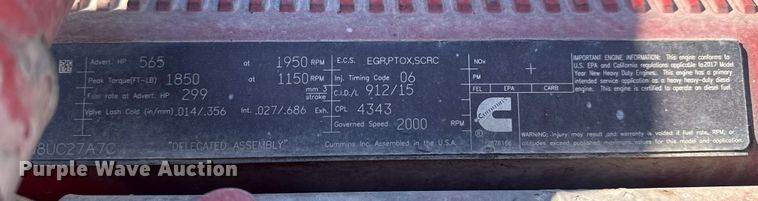 Advert. HP 565 at 1950 RPM
Peak Torque(FT-LB) 1850 at 1150 RPM
Fuel rate at Advert. HP 299 mm 3 stroke
Valve Lash Cold (in/mm) .014/.356 Int. .027/.686 Exh.
8UC27A7C "DELEGATED ASSEMBLY"
E.C.S. EGR,PTOX,SCRC
Inj. Timing Code 06
C.I.D./L 912/15
CPL 4343
Governed Speed 2000 RPM
Cummins Inc. Assembled in the U.S.A.
NOx
PM
FEL EPA CARB
Cummins
IMPORTANT ENGINE INFORMATION: This engine conforms to
U.S. EPA and California regulations applicable to 2017 Model
Year New Heavy Duty Engines. This engine has a primary
intended service application as a heavy heavy-duty diesel
engine. This engine is certified to operate on diesel fuel.
WARNING: Injury may result and warranty is voided if fuel rate, RPM, or
altitudes exceed published maximum values for this model and application.
Purple Wave Auction